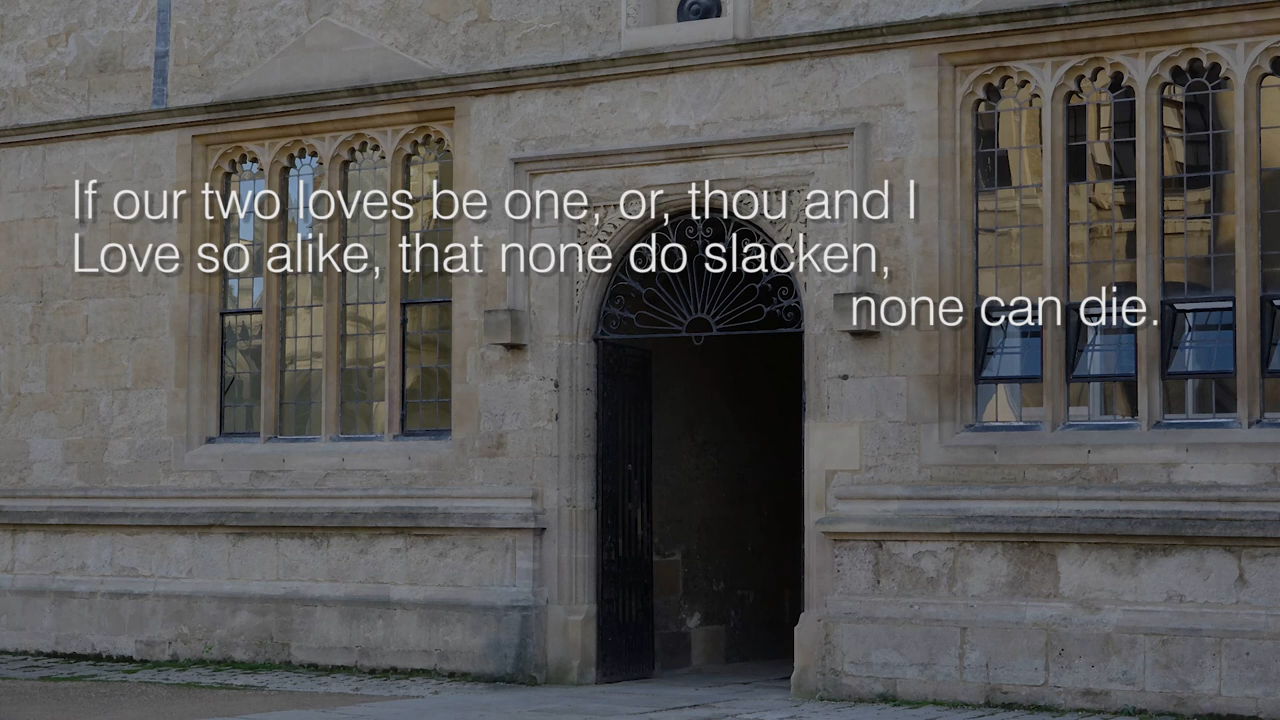 If our two loves be one, or, thou and I
Love so alike, that none do slacken,
none can die.